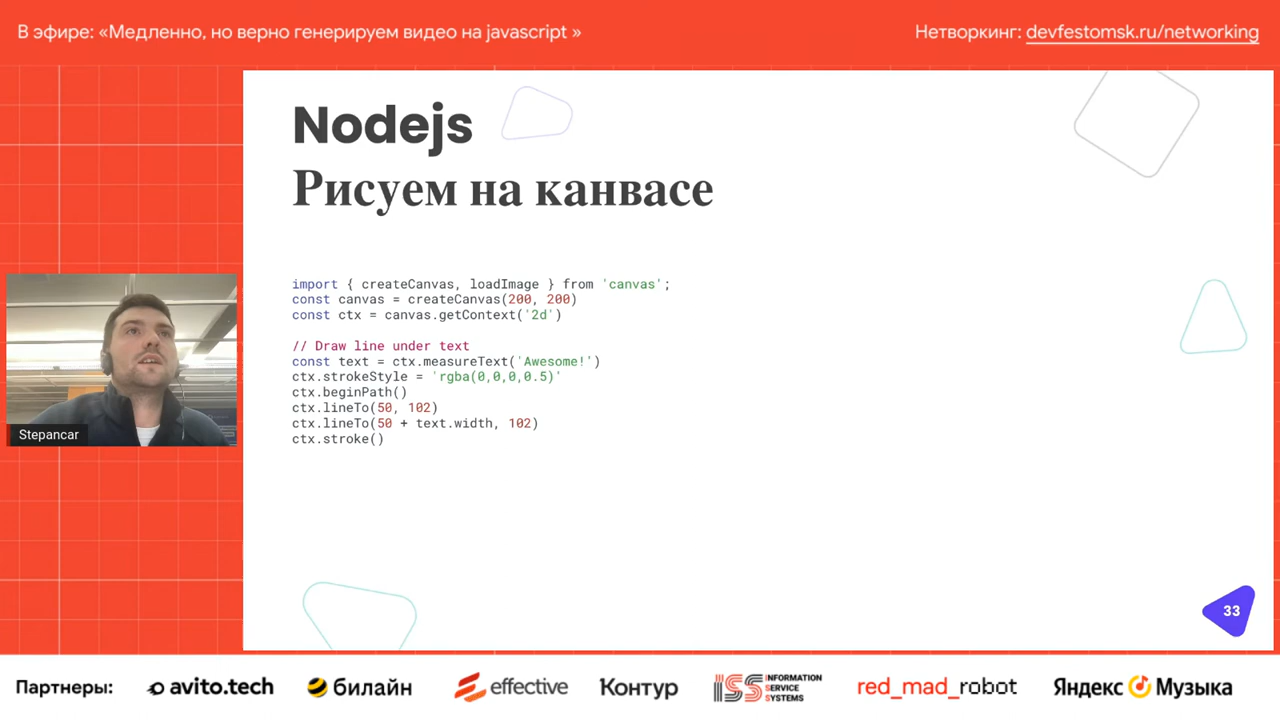 В эфире: «Медленно, но верно генерируем видео на javascript »
Нетворкинг: devfestomsk.ru/networking
Nodejs
Рисуем на канвасе
import { createCanvas, loadImage } from 'canvas';
const canvas = createCanvas(200, 200)
const ctx = canvas.getContext('2d')
// Draw line under text
const text = ctx.measureText('Awesome!')
ctx.strokeStyle = 'rgba(0,0,0,0.5)'
ctx.beginPath()
ctx.lineTo(50, 102)
ctx.lineTo(50 + text.width, 102)
ctx.stroke()
Stepancar
33
Партнеры:
avito.tech
билайн
effective
Контур
ISS INFORMATION
SERVICE
SYSTEMS
red_mad_robot
Яндекс Музыка